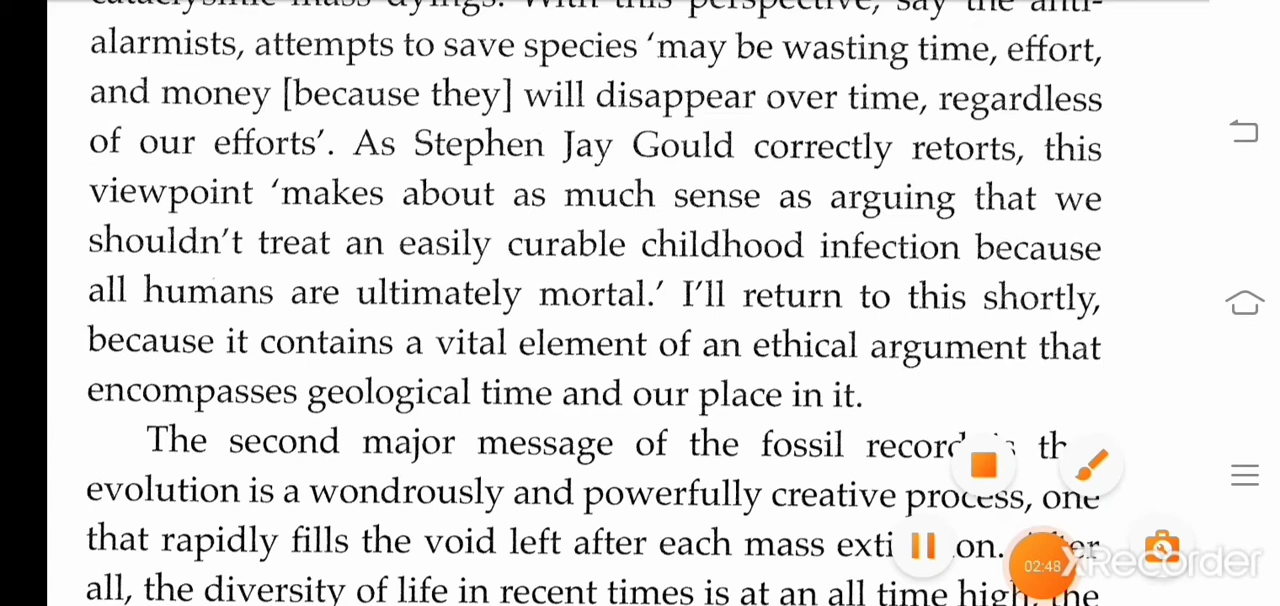 alarmists, attempts to save species ‘may be wasting time, effort,
and money [because they] will disappear over time, regardless
of our efforts’. As Stephen Jay Gould correctly retorts, this
viewpoint ‘makes about as much sense as arguing that we
shouldn’t treat an easily curable childhood infection because
all humans are ultimately mortal.’ I’ll return to this shortly,
because it contains a vital element of an ethical argument that
encompasses geological time and our place in it.
The second major message of the fossil
evolution is a wondrously and powerfully creative process, one
that rapidly fills the void left after each mass
all, the diversity of life in recent times is at an all time high, the
02:48
XRecorder